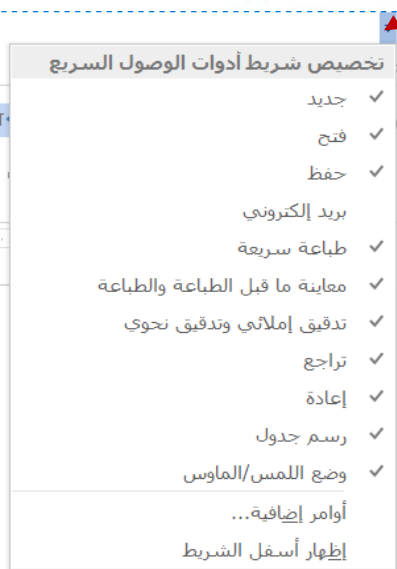 تخصيص شريط أدوات الوصول السريع
جديد
فتح
حفظ
بريد إلكتروني
طباعة سريعة
معاينة ما قبل الطباعة والطباعة
تدقيق إملائي وتدقيق نحوي
تراجع
إعادة
رسم جدول
وضع اللمس/الماوس
أوامر إضافية...
إظهار أسفل الشريط